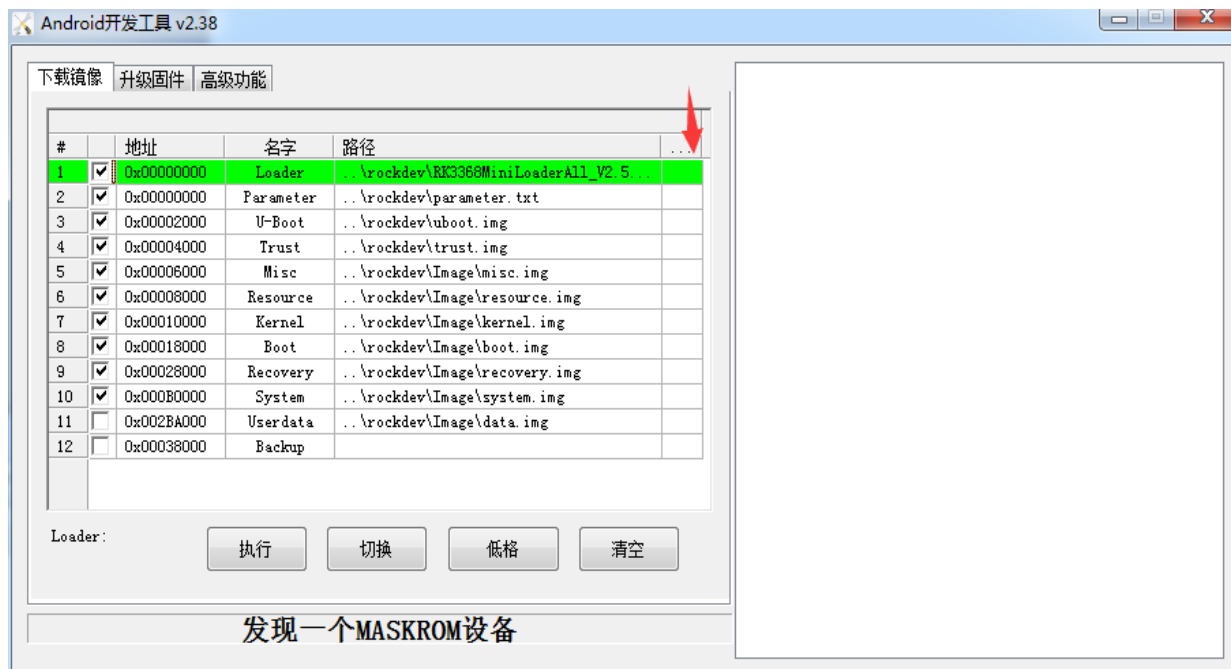 Android开发工具 v2.38
下载镜像 升级固件 高级功能
# 地址 名字 路径 ...
1 0x00000000 Loader ..\rockdev\RK3368MiniLoaderAll_V2.5...
2 0x00000000 Parameter ..\rockdev\parameter.txt
3 0x00002000 U-Boot ..\rockdev\uboot.img
4 0x00004000 Trust ..\rockdev\trust.img
5 0x00006000 Misc ..\rockdev\Image\misc.img
6 0x00008000 Resource ..\rockdev\Image\resource.img
7 0x00010000 Kernel ..\rockdev\Image\kernel.img
8 0x00018000 Boot ..\rockdev\Image\boot.img
9 0x00028000 Recovery ..\rockdev\Image\recovery.img
10 0x000B0000 System ..\rockdev\Image\system.img
11 0x002BA000 Userdata ..\rockdev\Image\data.img
12 0x00038000 Backup
Loader: 执行 切换 低格 清空
发现一个MASKROM设备